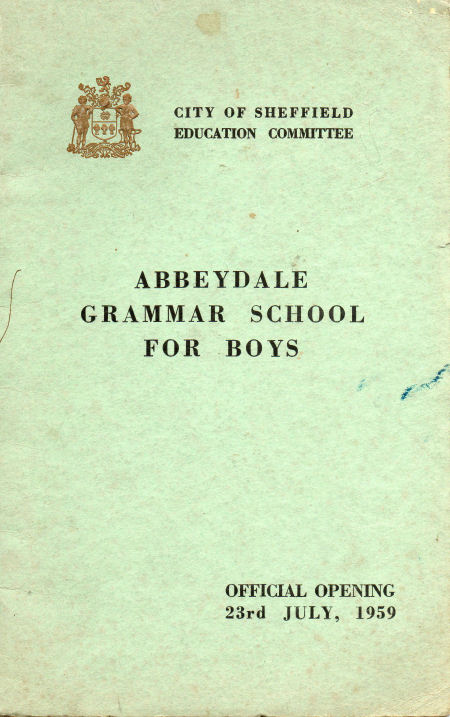 CITY OF SHEFFIELD
EDUCATION COMMITTEE
ABBEYDALE
GRAMMAR SCHOOL
FOR BOYS
OFFICIAL OPENING
23rd JULY, 1959